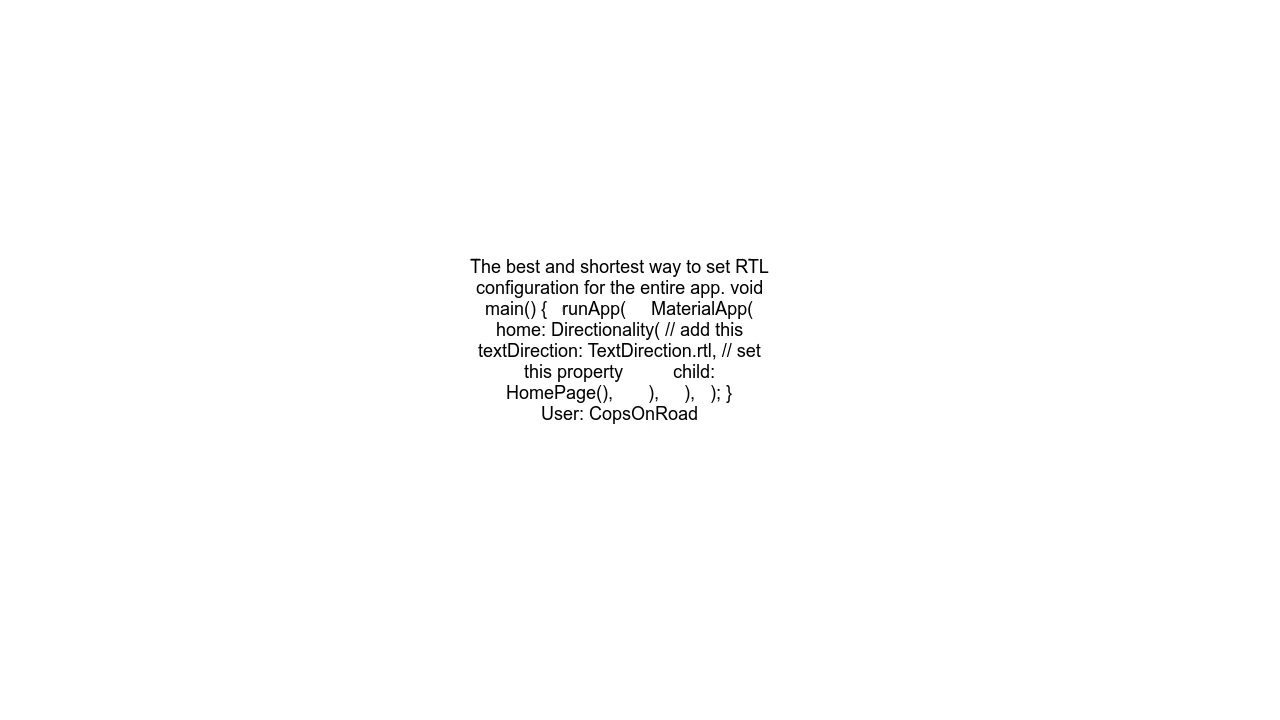 The best and shortest way to set RTL
configuration for the entire app. void
main() {   runApp(     MaterialApp(
home: Directionality( // add this
textDirection: TextDirection.rtl, // set
this property          child:
HomePage(),       ),     ),   ); }
User: CopsOnRoad